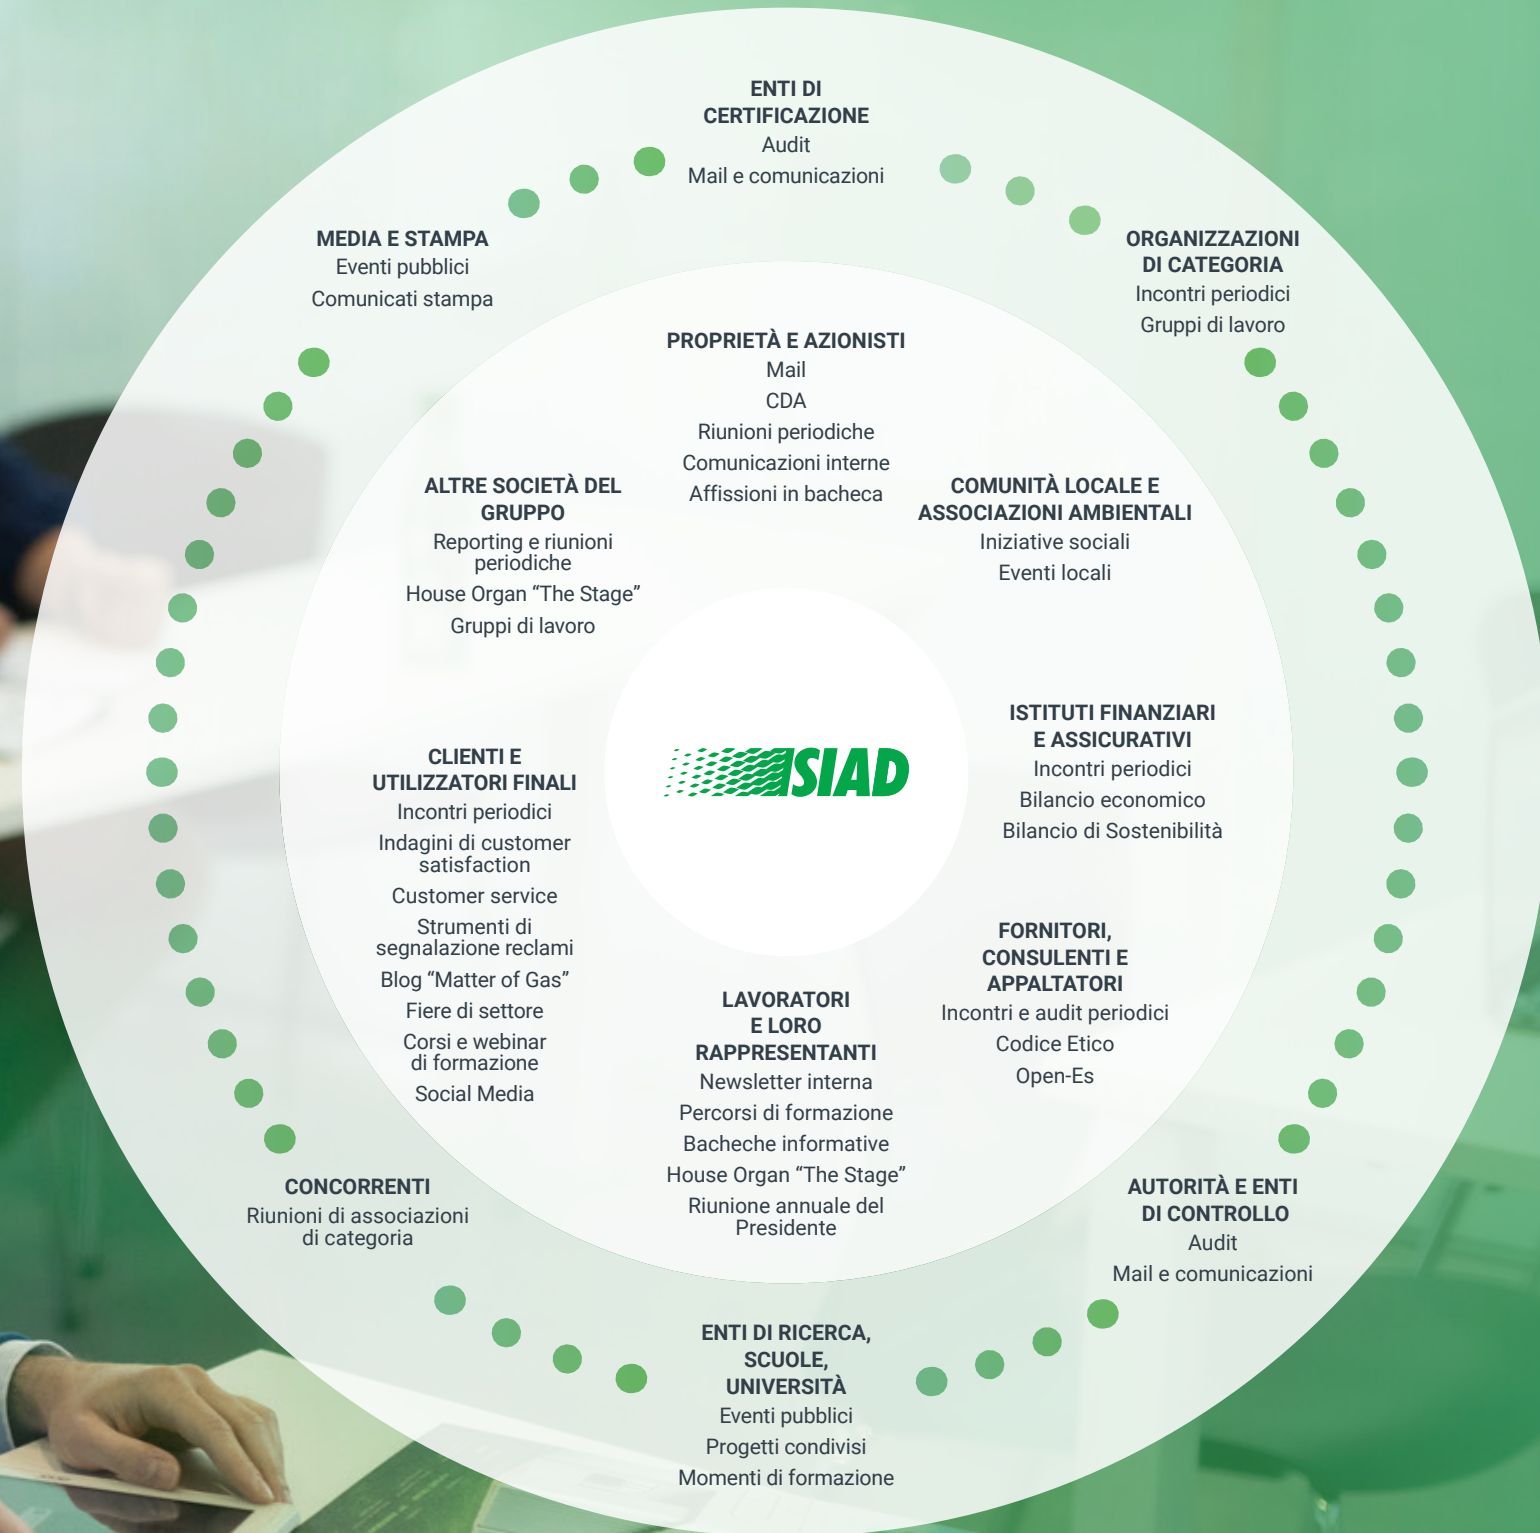 ENTI DI
CERTIFICAZIONE
Audit
Mail e comunicazioni
MEDIA E STAMPA
Eventi pubblici
Comunicati stampa
ORGANIZZAZIONI
DI CATEGORIA
Incontri periodici
Gruppi di lavoro
PROPRIETÀ E AZIONISTI
Mail
CDA
Riunioni periodiche
Comunicazioni interne
Affissioni in bacheca
ALTRE SOCIETÀ DEL
GRUPPO
Reporting e riunioni
periodiche
House Organ “The Stage”
Gruppi di lavoro
COMUNITÀ LOCALE E
ASSOCIAZIONI AMBIENTALI
Iniziative sociali
Eventi locali
CLIENTI E
UTILIZZATORI FINALI
Incontri periodici
Indagini di customer
satisfaction
Customer service
Strumenti di
segnalazione reclami
Blog “Matter of Gas”
Fiere di settore
Corsi e webinar
di formazione
Social Media
SIAD
ISTITUTI FINANZIARI
E ASSICURATIVI
Incontri periodici
Bilancio economico
Bilancio di Sostenibilità
FORNITORI,
CONSULENTI E
APPALTATORI
Incontri e audit periodici
Codice Etico
Open-Es
LAVORATORI
E LORO
RAPPRESENTANTI
Newsletter interna
Percorsi di formazione
Bacheche informative
House Organ “The Stage”
Riunione annuale del
Presidente
CONCORRENTI
Riunioni di associazioni
di categoria
AUTORITÀ E ENTI
DI CONTROLLO
Audit
Mail e comunicazioni
ENTI DI RICERCA,
SCUOLE,
UNIVERSITÀ
Eventi pubblici
Progetti condivisi
Momenti di formazione